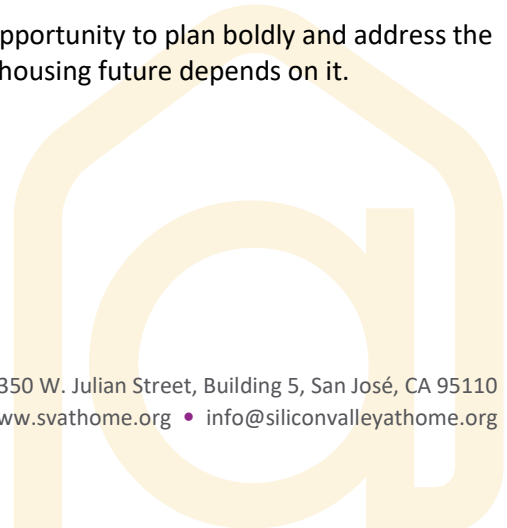 pportunity to plan boldly and address the
housing future depends on it.
350 W. Julian Street, Building 5, San José, CA 95110
ww.svathome.org • info@siliconvalleyathome.org